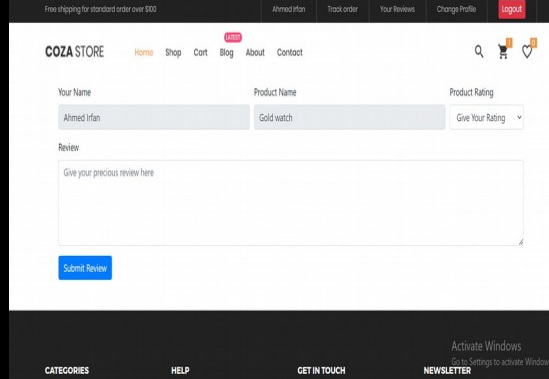 Free shipping for standard order over $100
Ahmed Irfan Track order Your Reviews Change Profile Logout
COZA STORE Home Shop Cart Blog LATEST About Contact 1 0
Your Name Product Name Product Rating
Ahmed Irfan Gold watch Give Your Rating
Review
Give your precious review here
Submit Review
Activate Windows
Go to Settings to activate Window
CATEGORIES HELP GET IN TOUCH NEWSLETTER